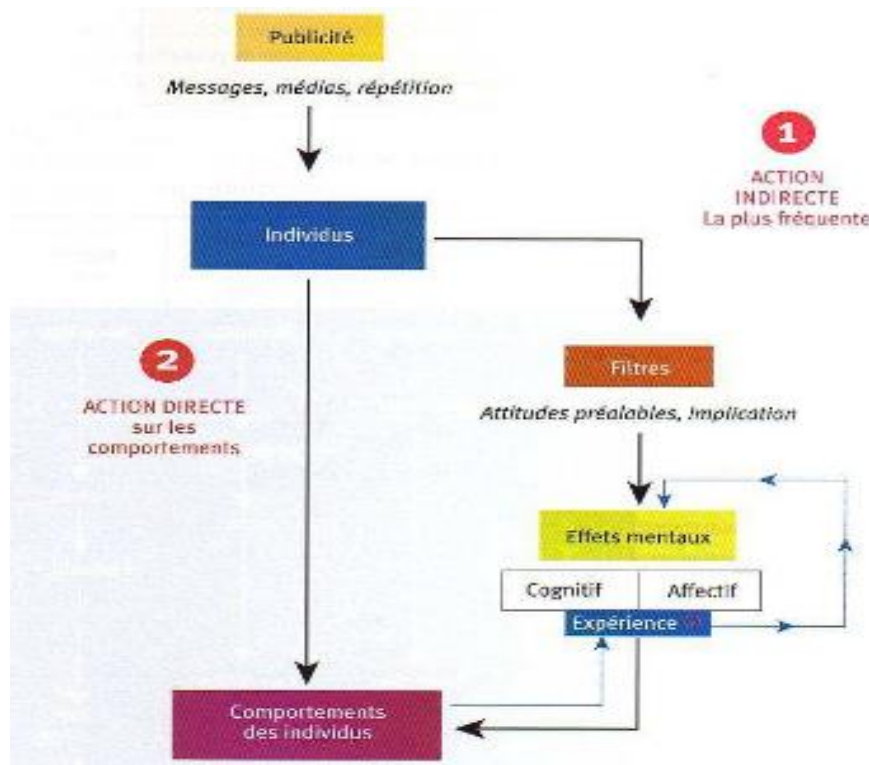 Publicité
Messages, médias, répétition
1
ACTION
INDIRECTE
La plus fréquente
Individus
2
ACTION DIRECTE
sur les
comportements
Filtres
Attitudes préalables, Implication
Effets mentaux
Cognitif
Affectif
Expérience
Comportements
des individus